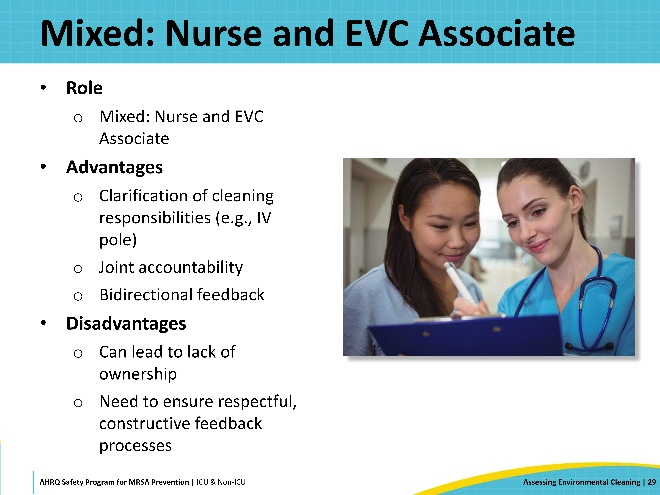 Mixed: Nurse and EVC Associate
• Role
o Mixed: Nurse and EVC
Associate
• Advantages
o Clarification of cleaning
responsibilities (e.g., IV
pole)
o Joint accountability
o Bidirectional feedback
• Disadvantages
o Can lead to lack of
ownership
o Need to ensure respectful,
constructive feedback
processes
AHRQ Safety Program for MRSA Prevention | ICU & Non-ICU
Assessing Environmental Cleaning | 29